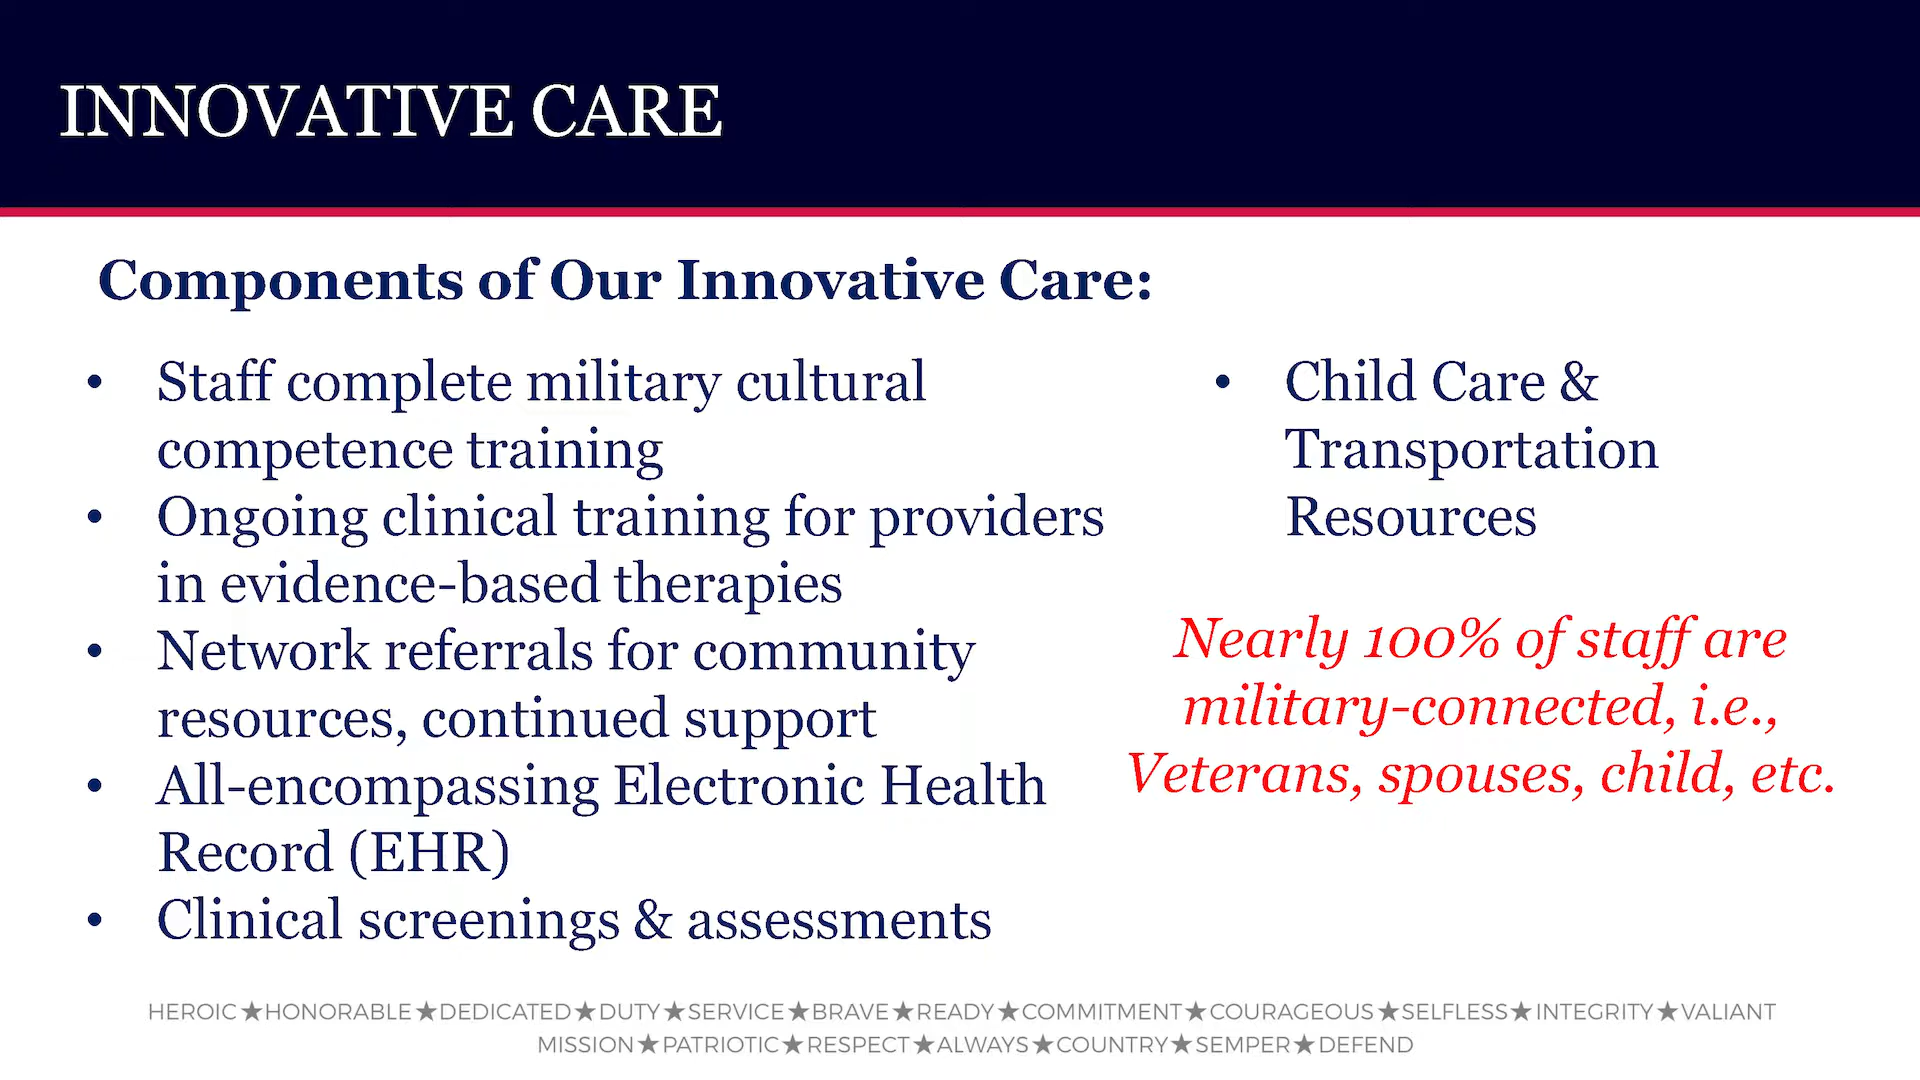 INNOVATIVE CARE
Components of Our Innovative Care:
• Staff complete military cultural
competence training
• Ongoing clinical training for providers
in evidence-based therapies
• Network referrals for community
resources, continued support
• All-encompassing Electronic Health
Record (EHR)
• Clinical screenings & assessments
• Child Care &
Transportation
Resources
Nearly 100% of staff are
military-connected, i.e.,
Veterans, spouses, child, etc.
HEROIC★HONORABLE★DEDICATED★DUTY★SERVICE★BRAVE★READY★COMMITMENT★COURAGEOUS★SELFLESS★INTEGRITY★VALIANT
MISSION★PATRIOTIC★RESPECT★ALWAYS★COUNTRY★SEMPER★DEFEND